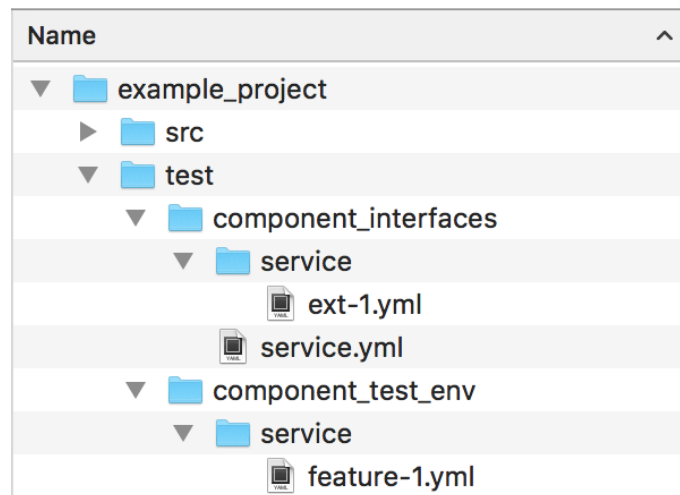 Name
example_project
src
test
component_interfaces
service
ext-1.yml
service.yml
component_test_env
service
feature-1.yml